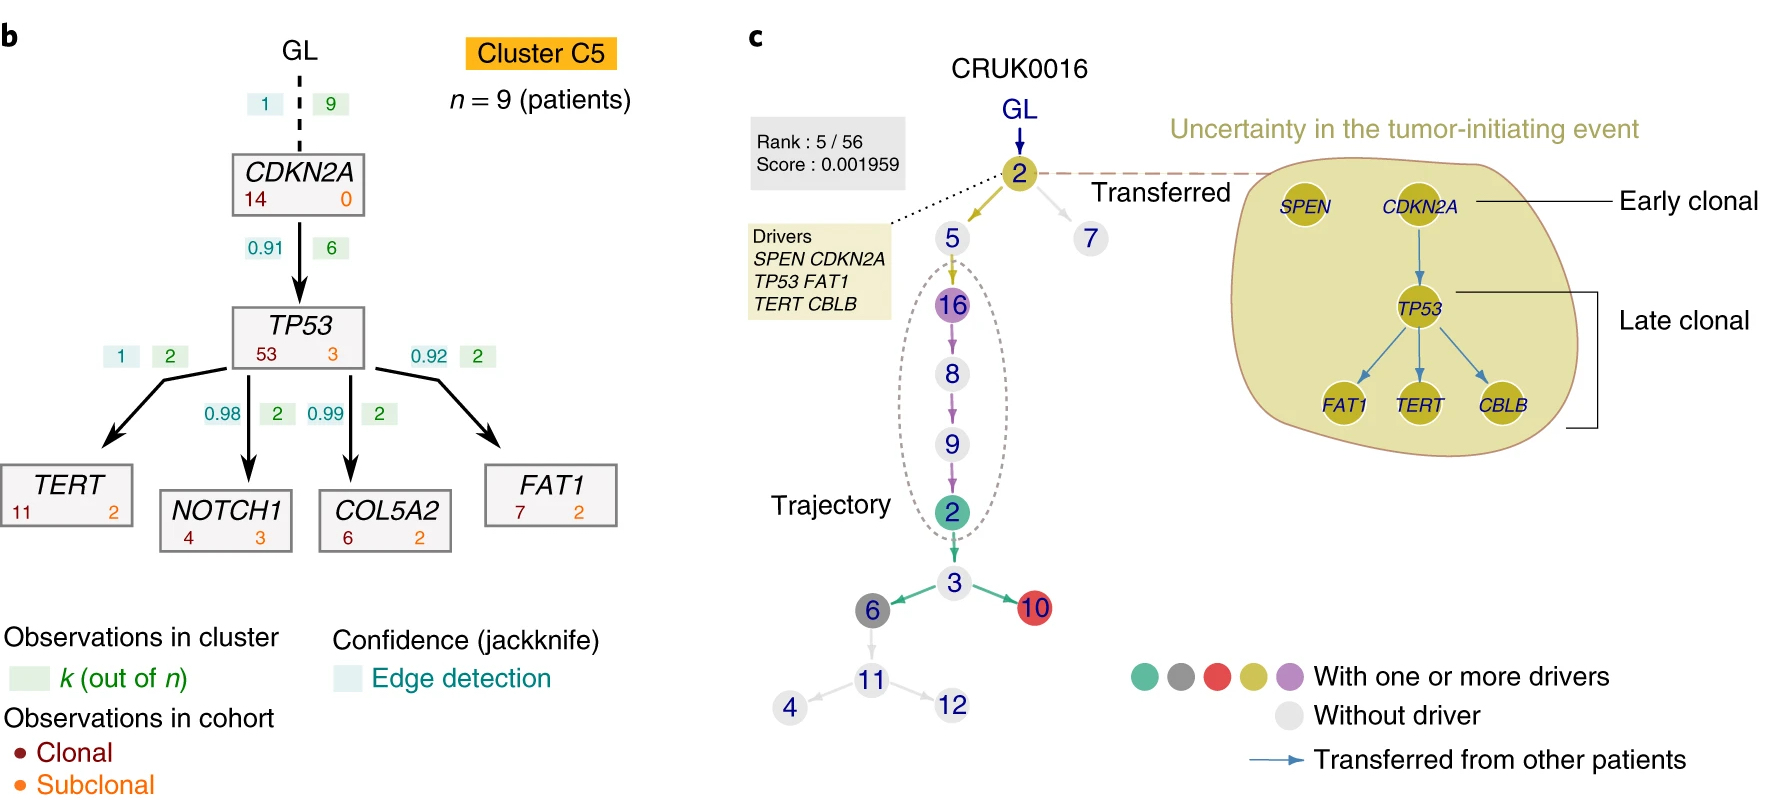 b
GL
Cluster C5
n = 9 (patients)
1 9
CDKN2A
14 0
0.91 6
TP53
53 3
1 2
0.92 2
0.98 2
0.99 2
TERT
11 2
NOTCH1
4 3
COL5A2
6 2
FAT1
7 2
Observations in cluster
k (out of n)
Observations in cohort
Clonal
Subclonal
Confidence (jackknife)
Edge detection
c
CRUK0016
GL
Rank : 5 / 56
Score : 0.001959
2
Transferred
Drivers
SPEN CDKN2A
TP53 FAT1
TERT CBLB
5
7
16
8
9
Trajectory
2
3
6
10
11
4
12
Uncertainty in the tumor-initiating event
SPEN
CDKN2A
Early clonal
TP53
Late clonal
FAT1
TERT
CBLB
With one or more drivers
Without driver
Transferred from other patients